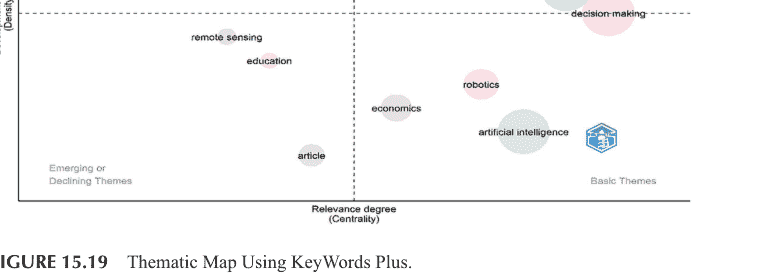 (Density
decision making
remote sensing
education
robotics
economics
artificial intelligence
article
Emerging or
Declining Themes
Basic Themes
Relevance degree
(Centrality)
IGURE 15.19 Thematic Map Using KeyWords Plus.